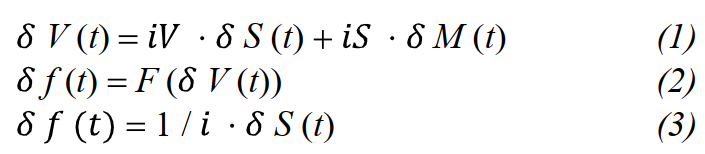 δ V (t) = iV · δ S (t) + iS · δ M (t) (1)
δ f (t) = F (δ V (t)) (2)
δ f (t) = 1 / i · δ S (t) (3)